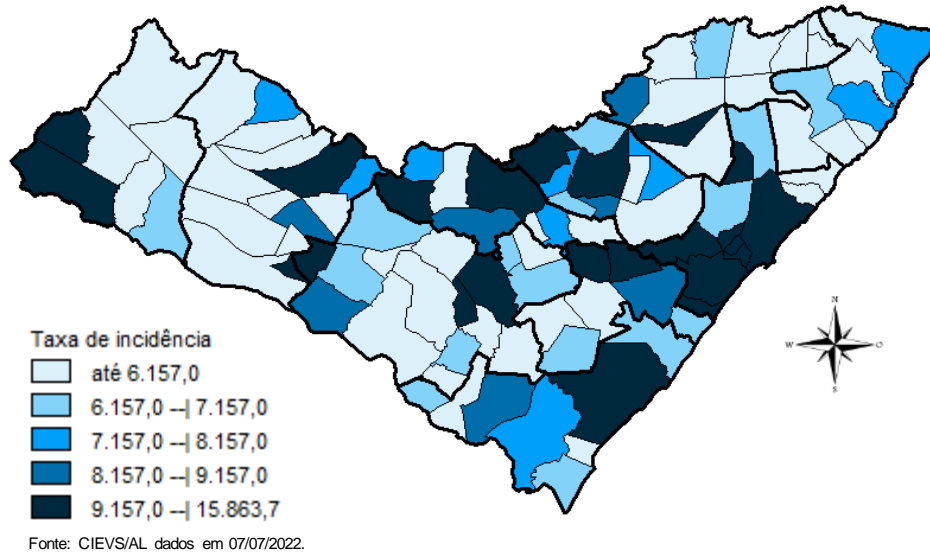 N
W
O
S
Taxa de incidência
até 6.157,0
6.157,0 --| 7.157,0
7.157,0 --| 8.157,0
8.157,0 --| 9.157,0
9.157,0 --| 15.863,7
Fonte: CIEVS/AL dados em 07/07/2022.